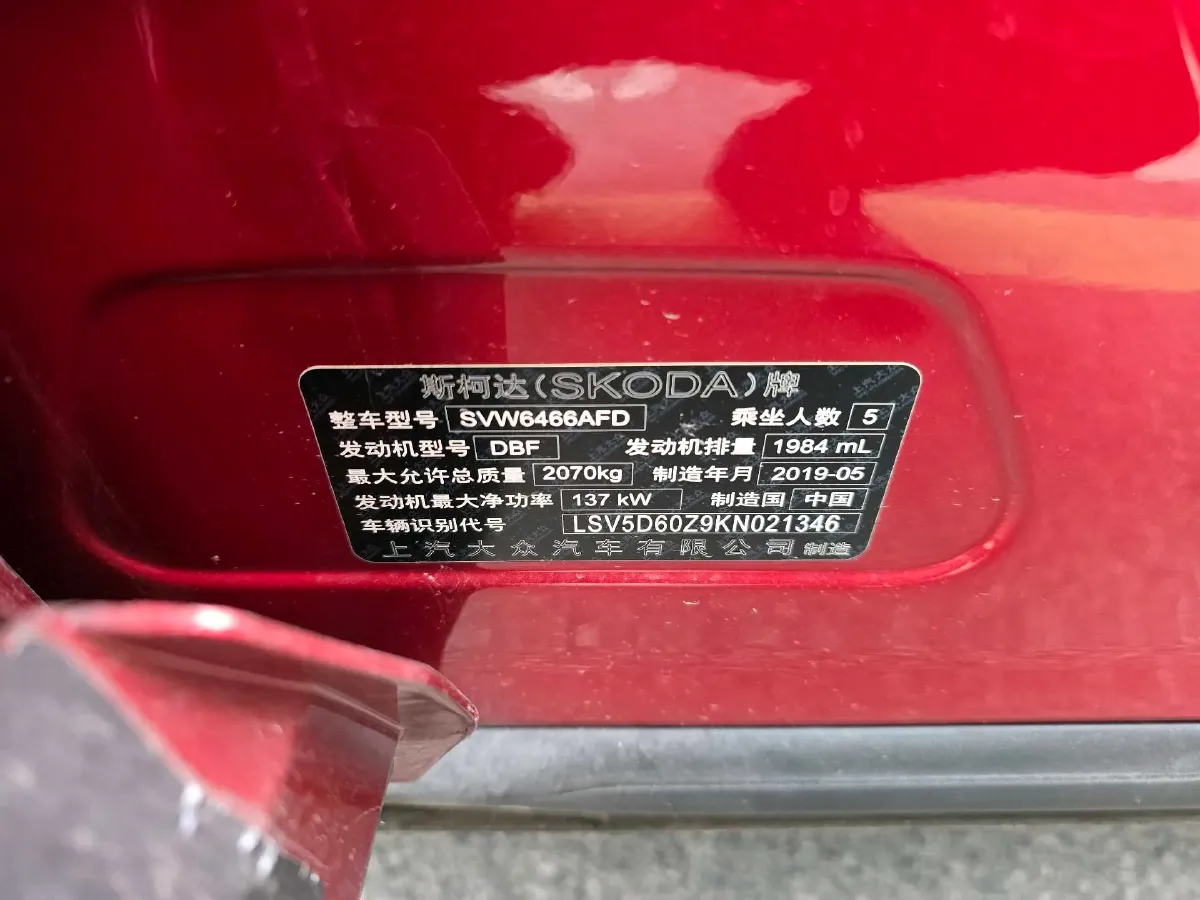 斯柯达(SKODA)牌
整车型号 SVW6466AFD 乘坐人数 5
发动机型号 DBF 发动机排量 1984 mL
最大允许总质量 2070kg 制造年月 2019-05
发动机最大净功率 137 kW 制造国 中国
车辆识别代号 LSV5D60Z9KN021346
上汽大众汽车有限公司 制造